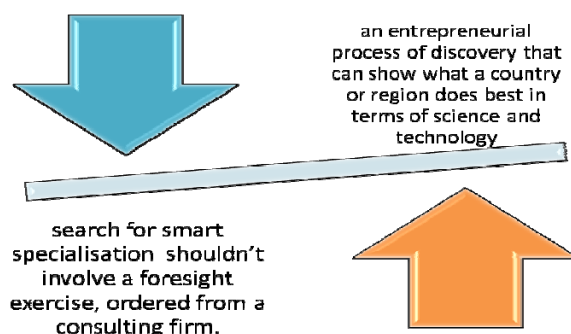 an entrepreneurial
process of discovery that
can show what a country
or region does best in
terms of science and
technology
search for smart
specialisation shouldn't
involve a foresight
exercise, ordered from a
consulting firm.